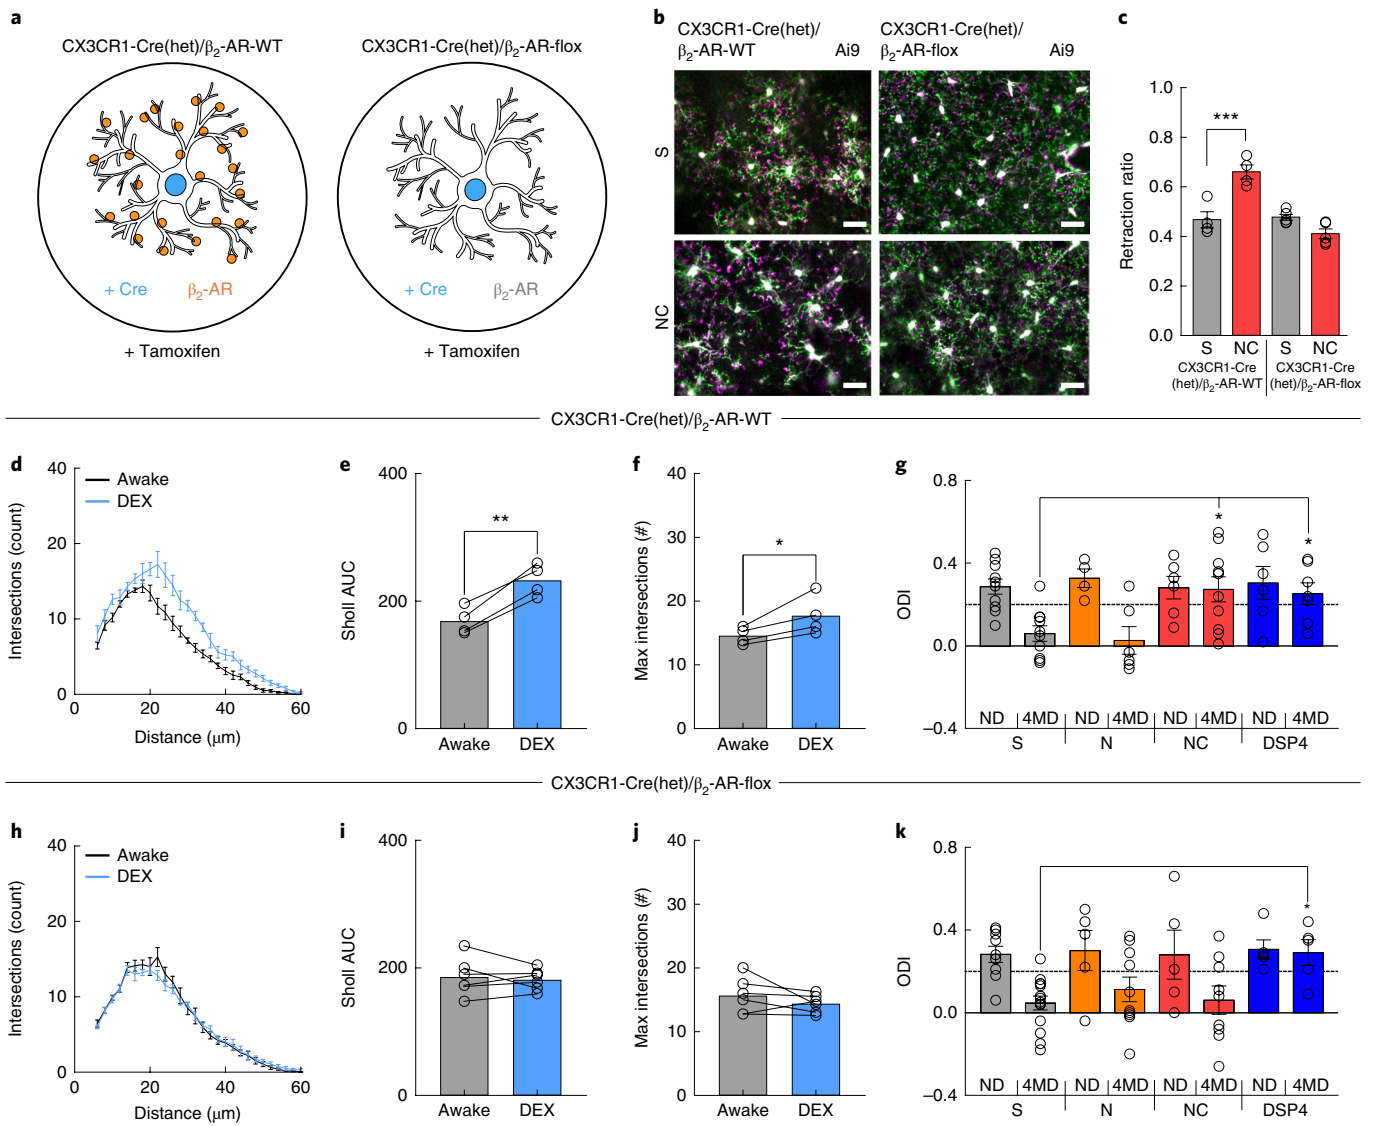 a
CX3CR1-Cre(het)/β2-AR-WT
CX3CR1-Cre(het)/β2-AR-flox
+ Cre
β2-AR
+ Cre
β2-AR
+ Tamoxifen
+ Tamoxifen
b
CX3CR1-Cre(het)/
β2-AR-WT
Ai9
CX3CR1-Cre(het)/
β2-AR-flox
Ai9
S
NC
c
Retraction ratio
1.0
0.8
0.6
0.4
0.2
0.0
***
S
NC
S
NC
CX3CR1-Cre
(het)/β2-AR-WT
CX3CR1-Cre
(het)/β2-AR-flox
CX3CR1-Cre(het)/β2-AR-WT
d
Intersections (count)
40
20
10
0
Awake
DEX
0
20
40
60
Distance (μm)
e
Sholl AUC
400
200
0
**
Awake
DEX
f
Max intersections (#)
40
30
20
10
0
*
Awake
DEX
g
ODI
0.8
0.4
0.0
–0.4
*
*
ND
4MD
ND
4MD
ND
4MD
ND
4MD
S
N
NC
DSP4
CX3CR1-Cre(het)/β2-AR-flox
h
Intersections (count)
40
20
10
0
Awake
DEX
0
20
40
60
Distance (μm)
i
Sholl AUC
400
200
0
Awake
DEX
j
Max intersections (#)
40
30
20
10
0
Awake
DEX
k
ODI
0.8
0.4
0.0
–0.4
*
ND
4MD
ND
4MD
ND
4MD
ND
4MD
S
N
NC
DSP4